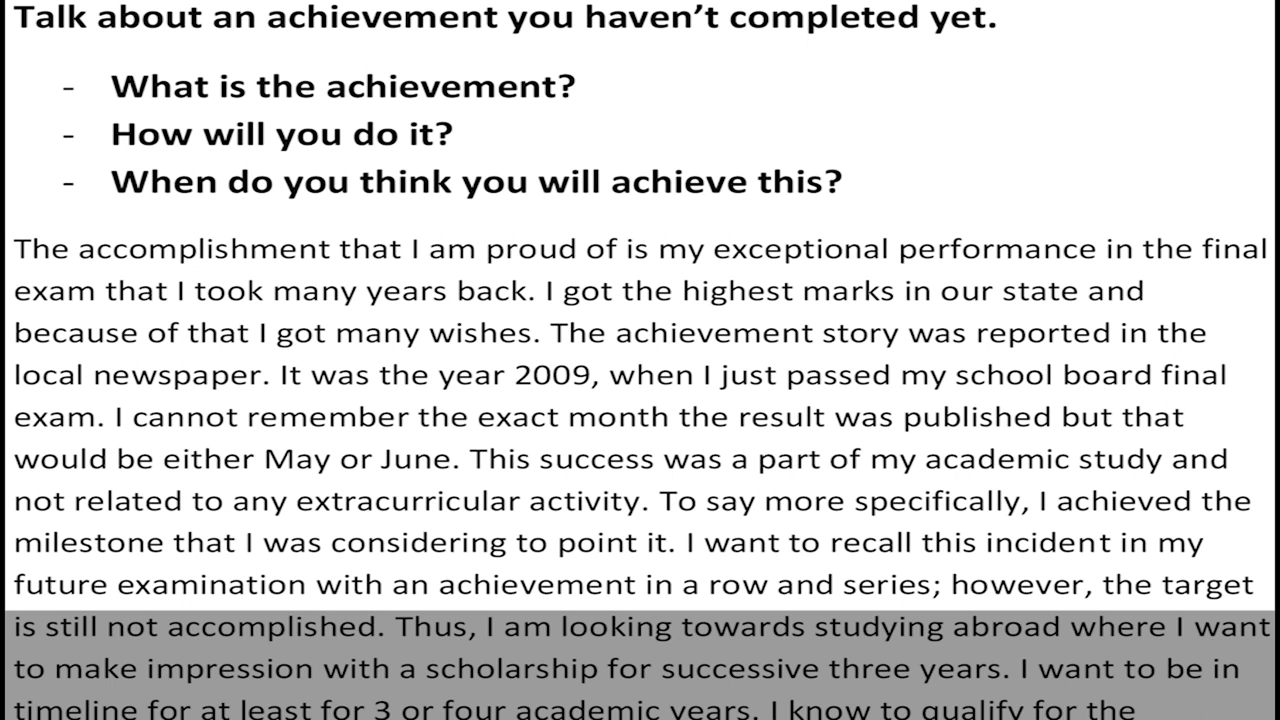 Talk about an achievement you haven't completed yet.
- What is the achievement?
- How will you do it?
- When do you think you will achieve this?
The accomplishment that I am proud of is my exceptional performance in the final
exam that I took many years back. I got the highest marks in our state and
because of that I got many wishes. The achievement story was reported in the
local newspaper. It was the year 2009, when I just passed my school board final
exam. I cannot remember the exact month the result was published but that
would be either May or June. This success was a part of my academic study and
not related to any extracurricular activity. To say more specifically, I achieved the
milestone that I was considering to point it. I want to recall this incident in my
future examination with an achievement in a row and series; however, the target
is still not accomplished. Thus, I am looking towards studying abroad where I want
to make impression with a scholarship for successive three years. I want to be in
timeline for at least for 3 or four academic years. I know to qualify for the